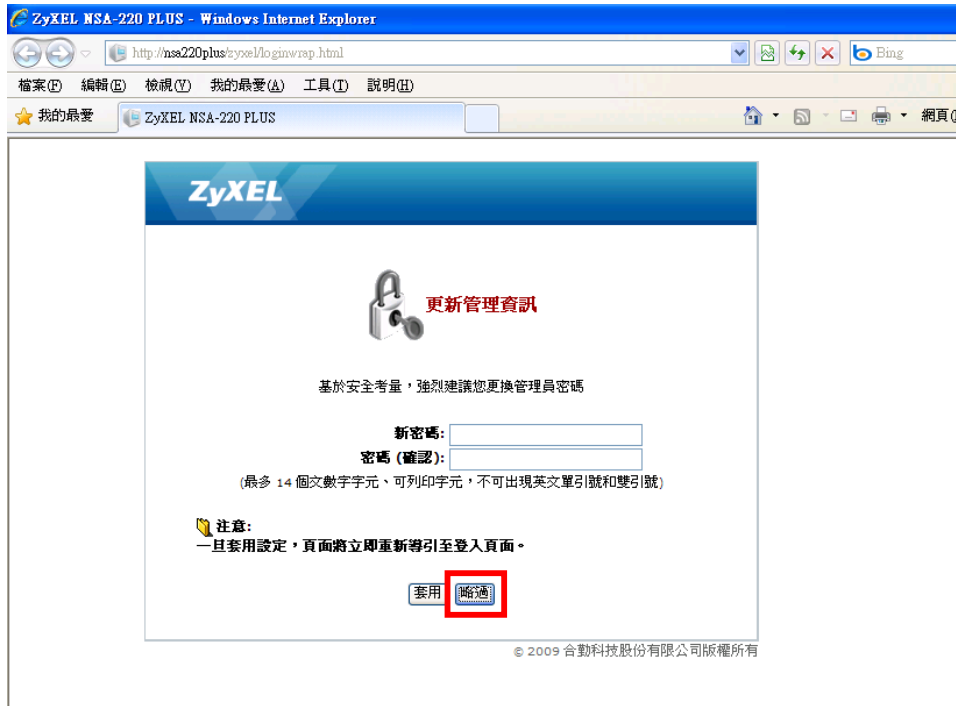 ZyXEL NSA-220 PLUS - Windows Internet Explorer
http://nsa220plus/zyxel/loginwrap.html
Bing
檔案(F) 編輯(E) 檢視(V) 我的最愛(A) 工具(T) 說明(H)
我的最愛 ZyXEL NSA-220 PLUS 網頁(
ZyXEL
更新管理資訊
基於安全考量，強烈建議您更換管理員密碼
新密碼:
密碼 (確認):
(最多 14 個文數字字元、可列印字元，不可出現英文單引號和雙引號)
注意:
一旦套用設定，頁面將立即重新導引至登入頁面。
套用 略過
© 2009 合勤科技股份有限公司版權所有